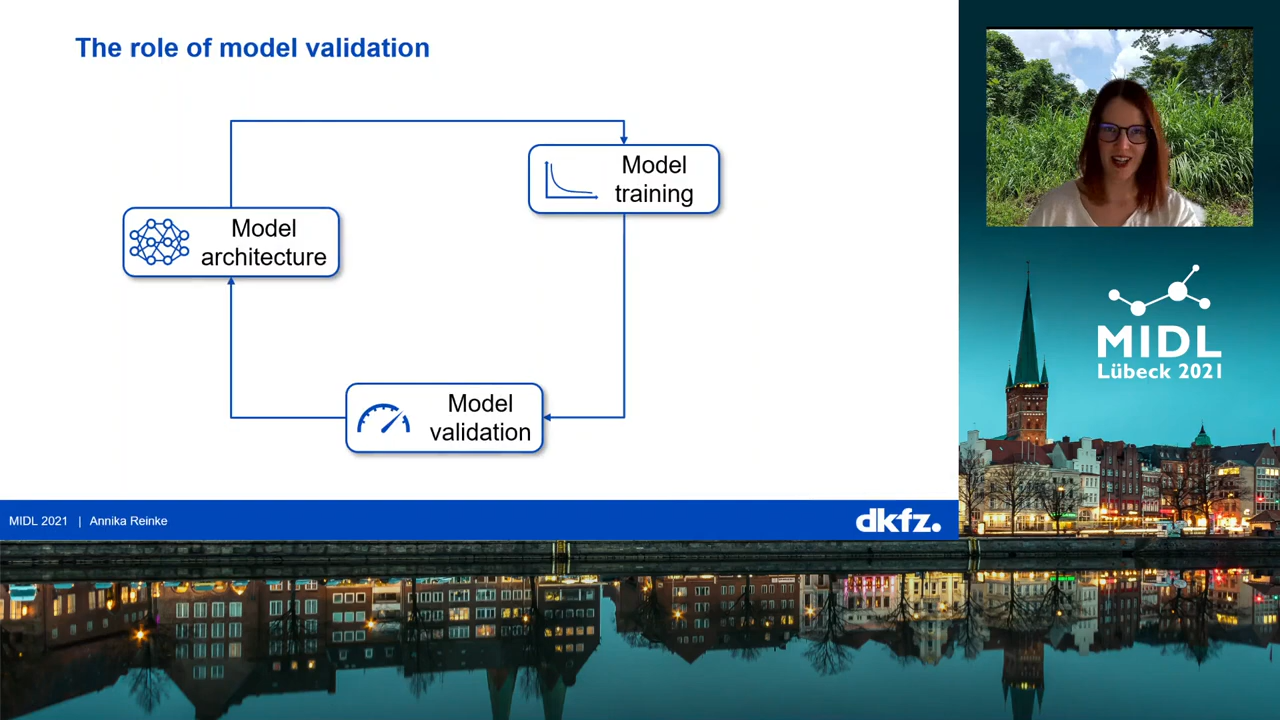 The role of model validation
Model
training
Model
architecture
Model
validation
MIDL 2021 | Annika Reinke
dkfz.
MIDL
Lübeck 2021